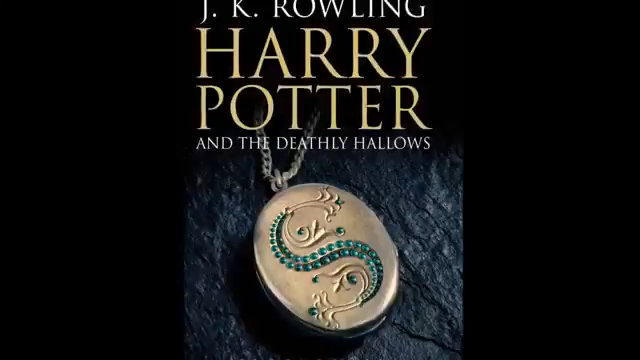 J. K. ROWLING
HARRY
POTTER
AND THE DEATHLY HALLOWS